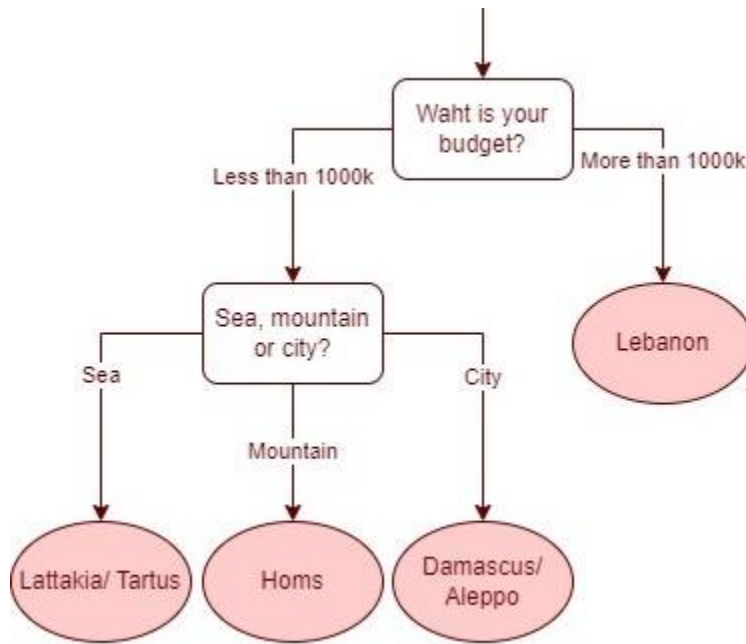 Waht is your
budget?
Less than 1000k
More than 1000k
Sea, mountain
or city?
Lebanon
Sea
City
Mountain
Lattakia/ Tartus
Homs
Damascus/
Aleppo